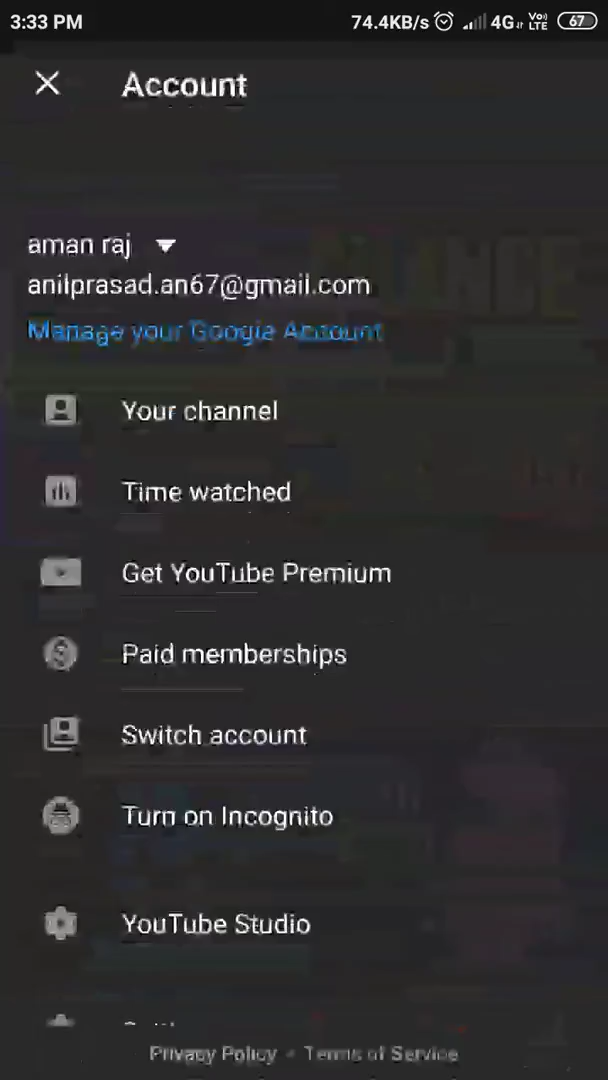 3:33 PM 74.4KB/s 4G Vo) LTE 67
Account
aman raj
anilprasad.an67@gmail.com
Manage your Google Account
Your channel
Time watched
Get YouTube Premium
Paid memberships
Switch account
Turn on Incognito
YouTube Studio
Privacy Policy • Terms of Service